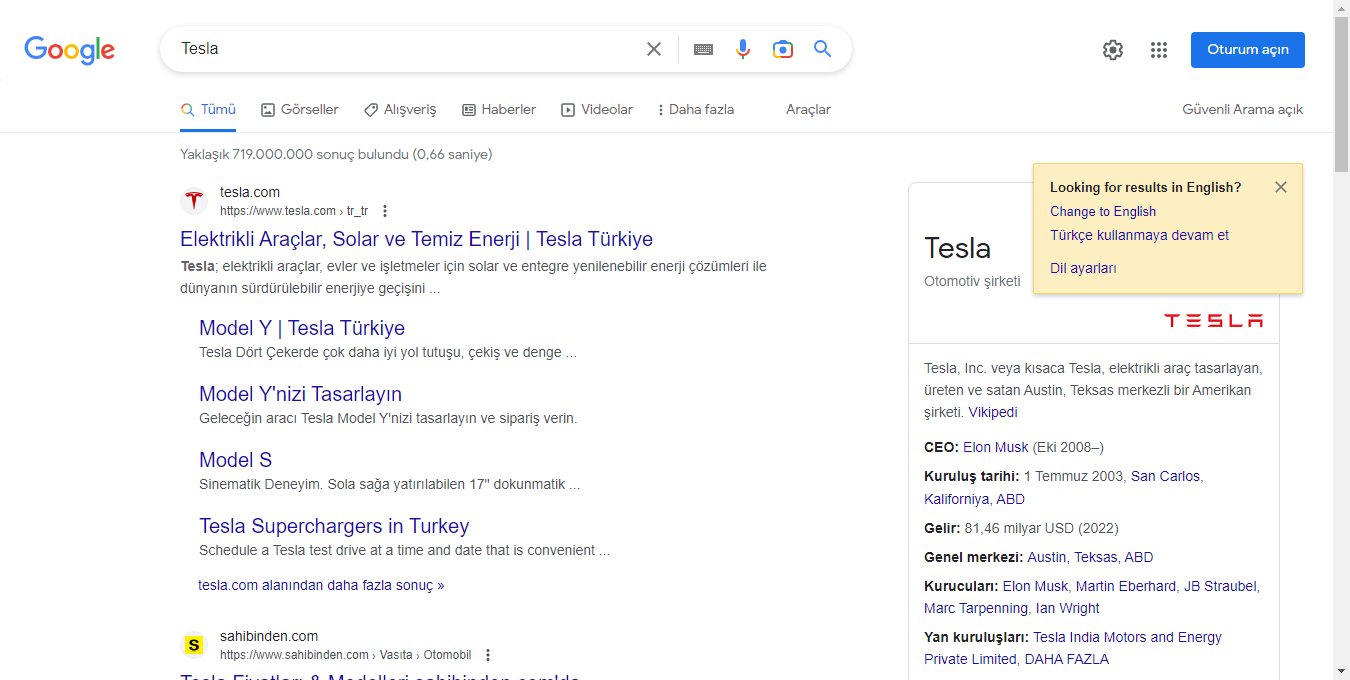 Google
Tesla
Oturum açın
Tümü
Görseller
Alışveriş
Haberler
Videolar
Daha fazla
Araçlar
Güvenli Arama açık
Yaklaşık 719.000.000 sonuç bulundu (0,66 saniye)
tesla.com
https://www.tesla.com › tr_tr
Elektrikli Araçlar, Solar ve Temiz Enerji | Tesla Türkiye
Tesla; elektrikli araçlar, evler ve işletmeler için solar ve entegre yenilenebilir enerji çözümleri ile
dünyanın sürdürülebilir enerjiye geçişini ...
Model Y | Tesla Türkiye
Tesla Dört Çekerde çok daha iyi yol tutuşu, çekiş ve denge ...
Model Y'nizi Tasarlayın
Geleceğin aracı Tesla Model Y'nizi tasarlayın ve sipariş verin.
Model S
Sinematik Deneyim. Sola sağa yatırılabilen 17" dokunmatik ...
Tesla Superchargers in Turkey
Schedule a Tesla test drive at a time and date that is convenient ...
tesla.com alanından daha fazla sonuç »
S
sahibinden.com
https://www.sahibinden.com › Vasıta › Otomobil
Tesla Fiyatları & Modelleri sahibinden.com'da
Looking for results in English?
Change to English
Türkçe kullanmaya devam et
Dil ayarları
Tesla
Otomotiv şirketi
TESLA
Tesla, Inc. veya kısaca Tesla, elektrikli araç tasarlayan,
üreten ve satan Austin, Teksas merkezli bir Amerikan
şirketi. Vikipedi
CEO: Elon Musk (Eki 2008–)
Kuruluş tarihi: 1 Temmuz 2003, San Carlos,
Kaliforniya, ABD
Gelir: 81,46 milyar USD (2022)
Genel merkezi: Austin, Teksas, ABD
Kurucuları: Elon Musk, Martin Eberhard, JB Straubel,
Marc Tarpenning, Ian Wright
Yan kuruluşları: Tesla India Motors and Energy
Private Limited, DAHA FAZLA